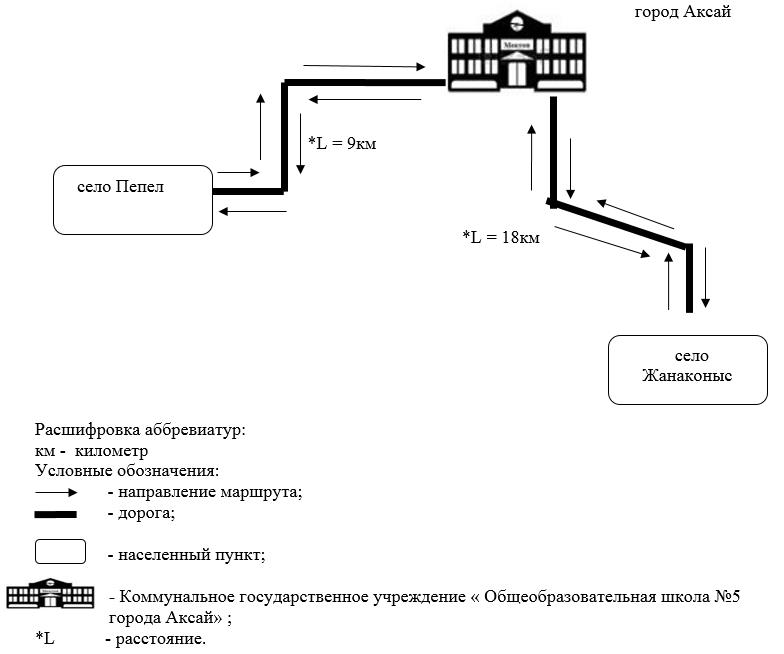 город Аксай
Мектеп
*L = 9км
село Пепел
*L = 18км
село
Жанаконыс
Расшифровка аббревиатур:
км - километр
Условные обозначения:
- направление маршрута;
- дорога;
- населенный пункт;
- Коммунальное государственное учреждение « Общеобразовательная школа №5
города Аксай» ;
*L - расстояние.